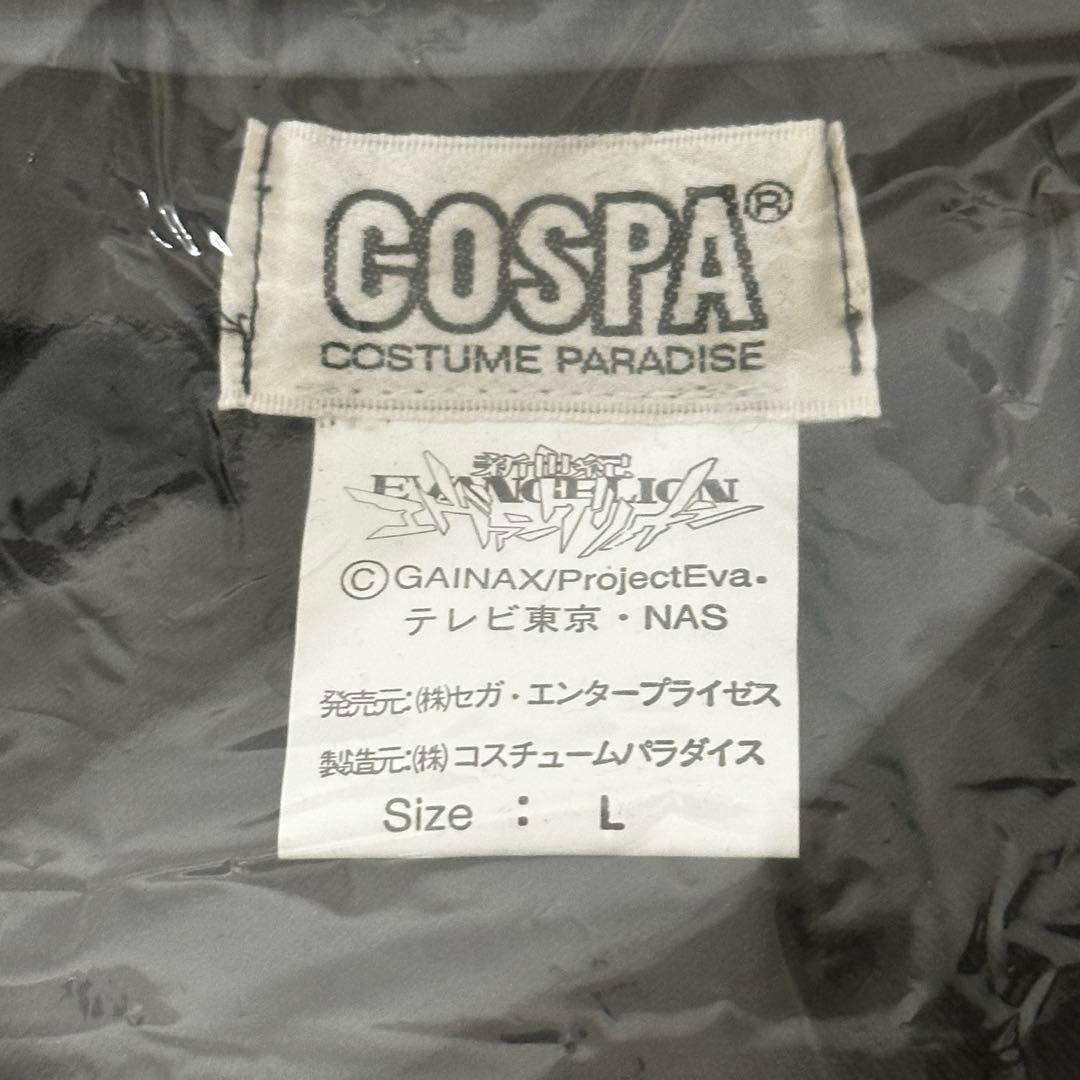 COSPA®
COSTUME PARADISE
新世紀
EVANGELION
エヴァンゲリオン
©GAINAX/ProjectEva.
テレビ東京・NAS
発売元:(株)セガ・エンタープライゼス
製造元:(株)コスチュームパラダイス
Size : L